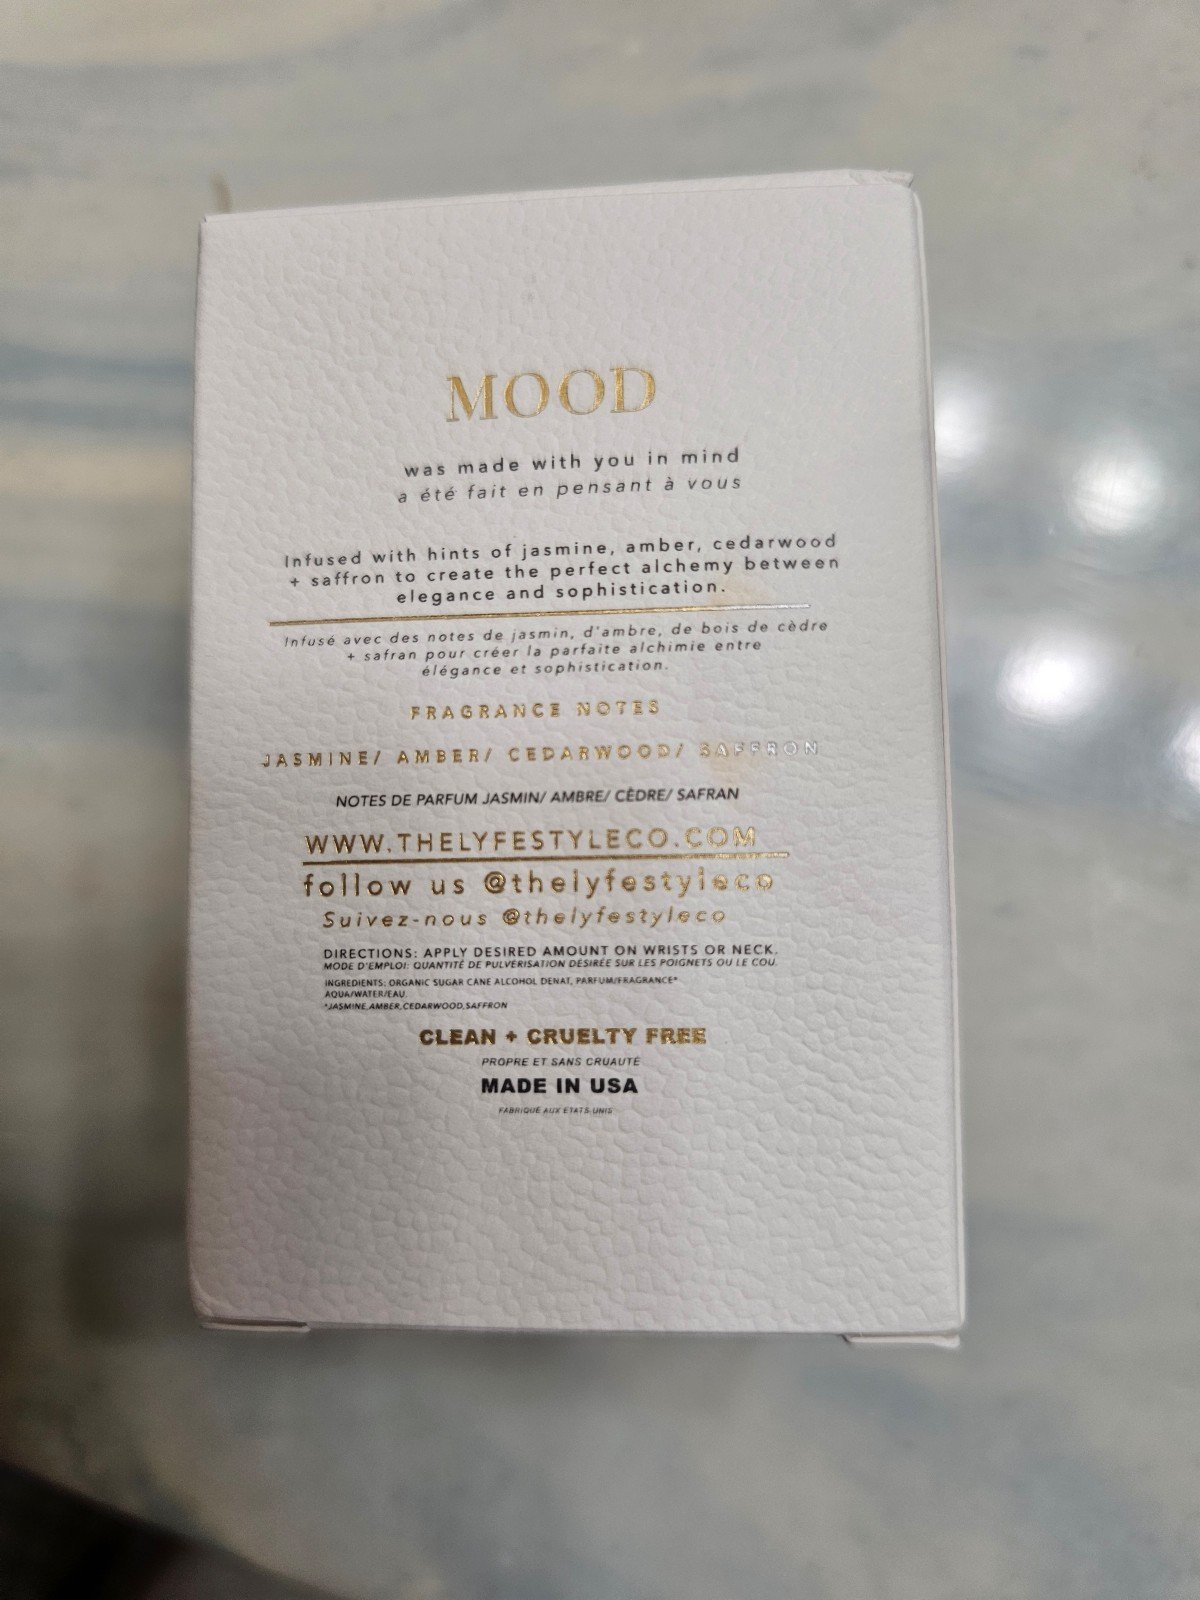 MOOD
was made with you in mind
a été fait en pensant à vous
Infused with hints of jasmine, amber, cedarwood
+ saffron to create the perfect alchemy between
elegance and sophistication.
Infusé avec des notes de jasmin, d'ambre, de bois de cèdre
+ safran pour créer la parfaite alchimie entre
élégance et sophistication.
FRAGRANCE NOTES
JASMINE/ AMBER/ CEDARWOOD/ SAFFRON
NOTES DE PARFUM JASMIN/ AMBRE/ CÈDRE/ SAFRAN
WWW.THELYFESTYLECO.COM
follow us @thelyfestyleco
Suivez-nous @thelyfestyleco
DIRECTIONS: APPLY DESIRED AMOUNT ON WRISTS OR NECK.
MODE D'EMPLOI: QUANTITÉ DE PULVERISATION DÉSIRÉE SUR LES POIGNETS OU LE COU.
INGREDIENTS: ORGANIC SUGAR CANE ALCOHOL DENAT, PARFUM/FRAGRANCE*
AQUA/WATER/EAU.
*JASMINE,AMBER,CEDARWOOD,SAFFRON
CLEAN + CRUELTY FREE
PROPRE ET SANS CRUAUTÉ
MADE IN USA
FABRIQUÉ AUX ETATS UNIS